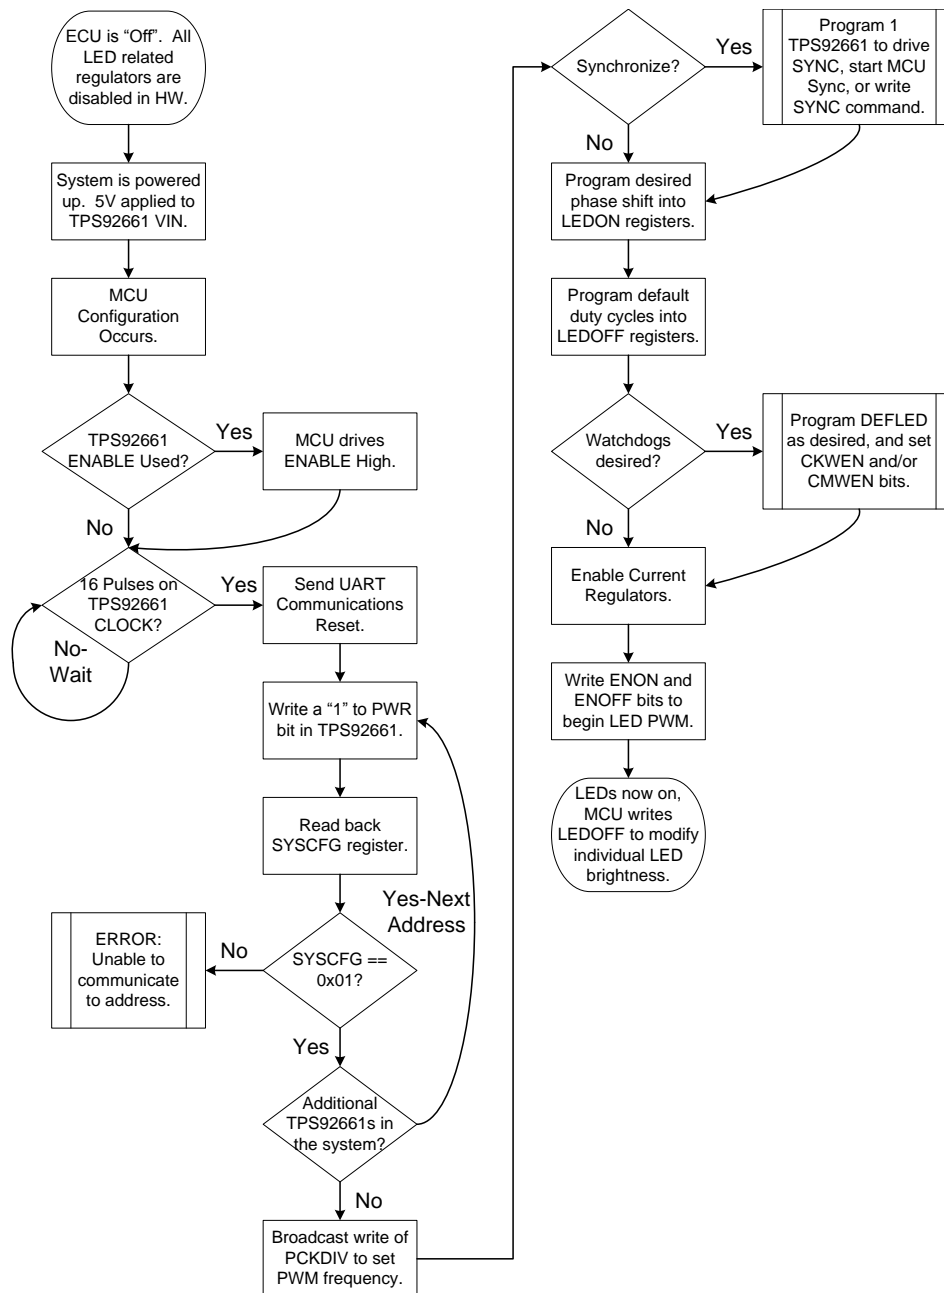 ECU is “Off”.  All
LED related
regulators are
disabled in HW.
System is powered
up.  5V applied to
TPS92661 VIN.
MCU
Configuration
Occurs.
TPS92661
ENABLE Used?
Yes
MCU drives
ENABLE High.
No
16 Pulses on
TPS92661
CLOCK?
Yes
No-
Wait
Send UART
Communications
Reset.
Write a “1” to PWR
bit in TPS92661.
Read back
SYSCFG register.
Yes-Next
Address
SYSCFG ==
0x01?
No
ERROR:
Unable to
communicate
to address.
Yes
Additional
TPS92661s in
the system?
No
Broadcast write of
PCKDIV to set
PWM frequency.
Synchronize?
Yes
Program 1
TPS92661 to drive
SYNC, start MCU
Sync, or write
SYNC command.
No
Program desired
phase shift into
LEDON registers.
Program default
duty cycles into
LEDOFF registers.
Watchdogs
desired?
Yes
Program DEFLED
as desired, and set
CKWEN and/or
CMWEN bits.
No
Enable Current
Regulators.
Write ENON and
ENOFF bits to
begin LED PWM.
LEDs now on,
MCU writes
LEDOFF to modify
individual LED
brightness.